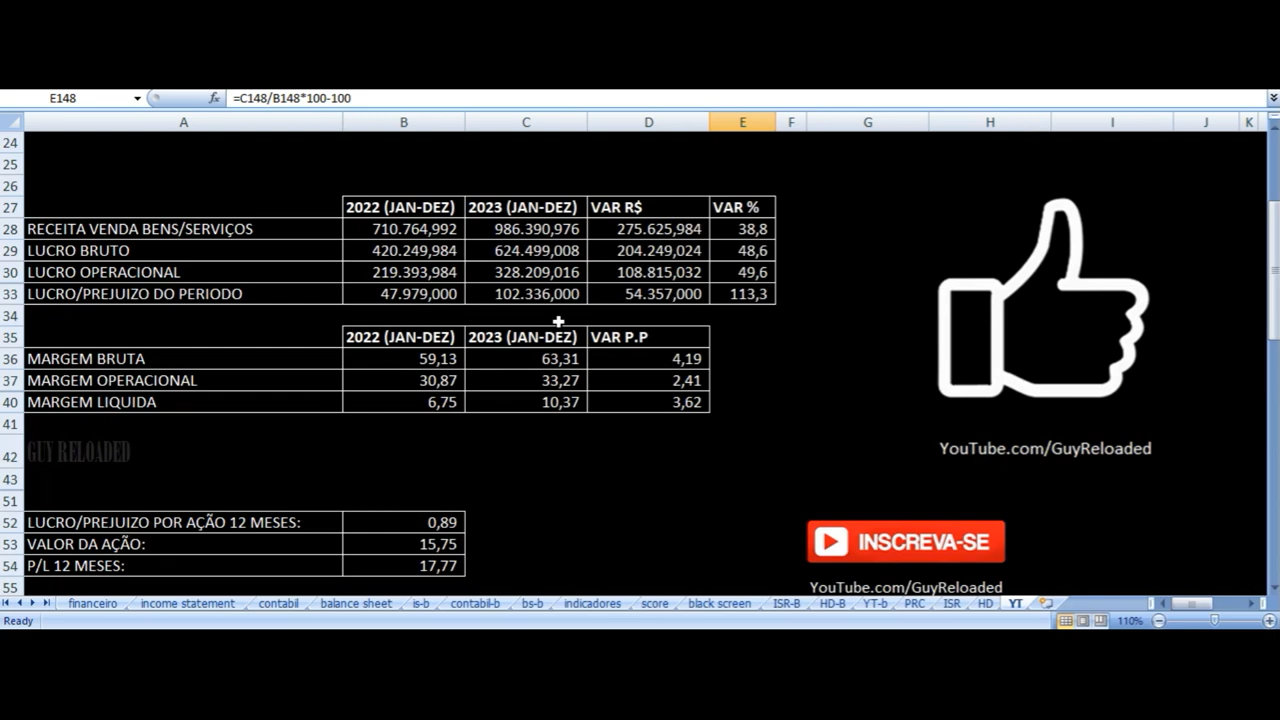 E148 fx =C148/B148*100-100
A B C D E F G H I J K
24
25
26
27 2022 (JAN-DEZ) 2023 (JAN-DEZ) VAR R$ VAR %
28 RECEITA VENDA BENS/SERVIÇOS 710.764,992 986.390,976 275.625,984 38,8
29 LUCRO BRUTO 420.249,984 624.499,008 204.249,024 48,6
30 LUCRO OPERACIONAL 219.393,984 328.209,016 108.815,032 49,6
33 LUCRO/PREJUIZO DO PERIODO 47.979,000 102.336,000 54.357,000 113,3
34
35 2022 (JAN-DEZ) 2023 (JAN-DEZ) VAR P.P
36 MARGEM BRUTA 59,13 63,31 4,19
37 MARGEM OPERACIONAL 30,87 33,27 2,41
40 MARGEM LIQUIDA 6,75 10,37 3,62
41
YouTube.com/GuyReloaded
42 GUY RELOADED
43
51
52 LUCRO/PREJUIZO POR AÇÃO 12 MESES: 0,89
53 VALOR DA AÇÃO: 15,75
INSCREVA-SE
54 P/L 12 MESES: 17,77
55
YouTube.com/GuyReloaded
financeiro income statement contabil balance sheet is-b contabil-b bs-b indicadores score black screen ISR-B HD-B YT-b PRC ISR HD YT
Ready 110%